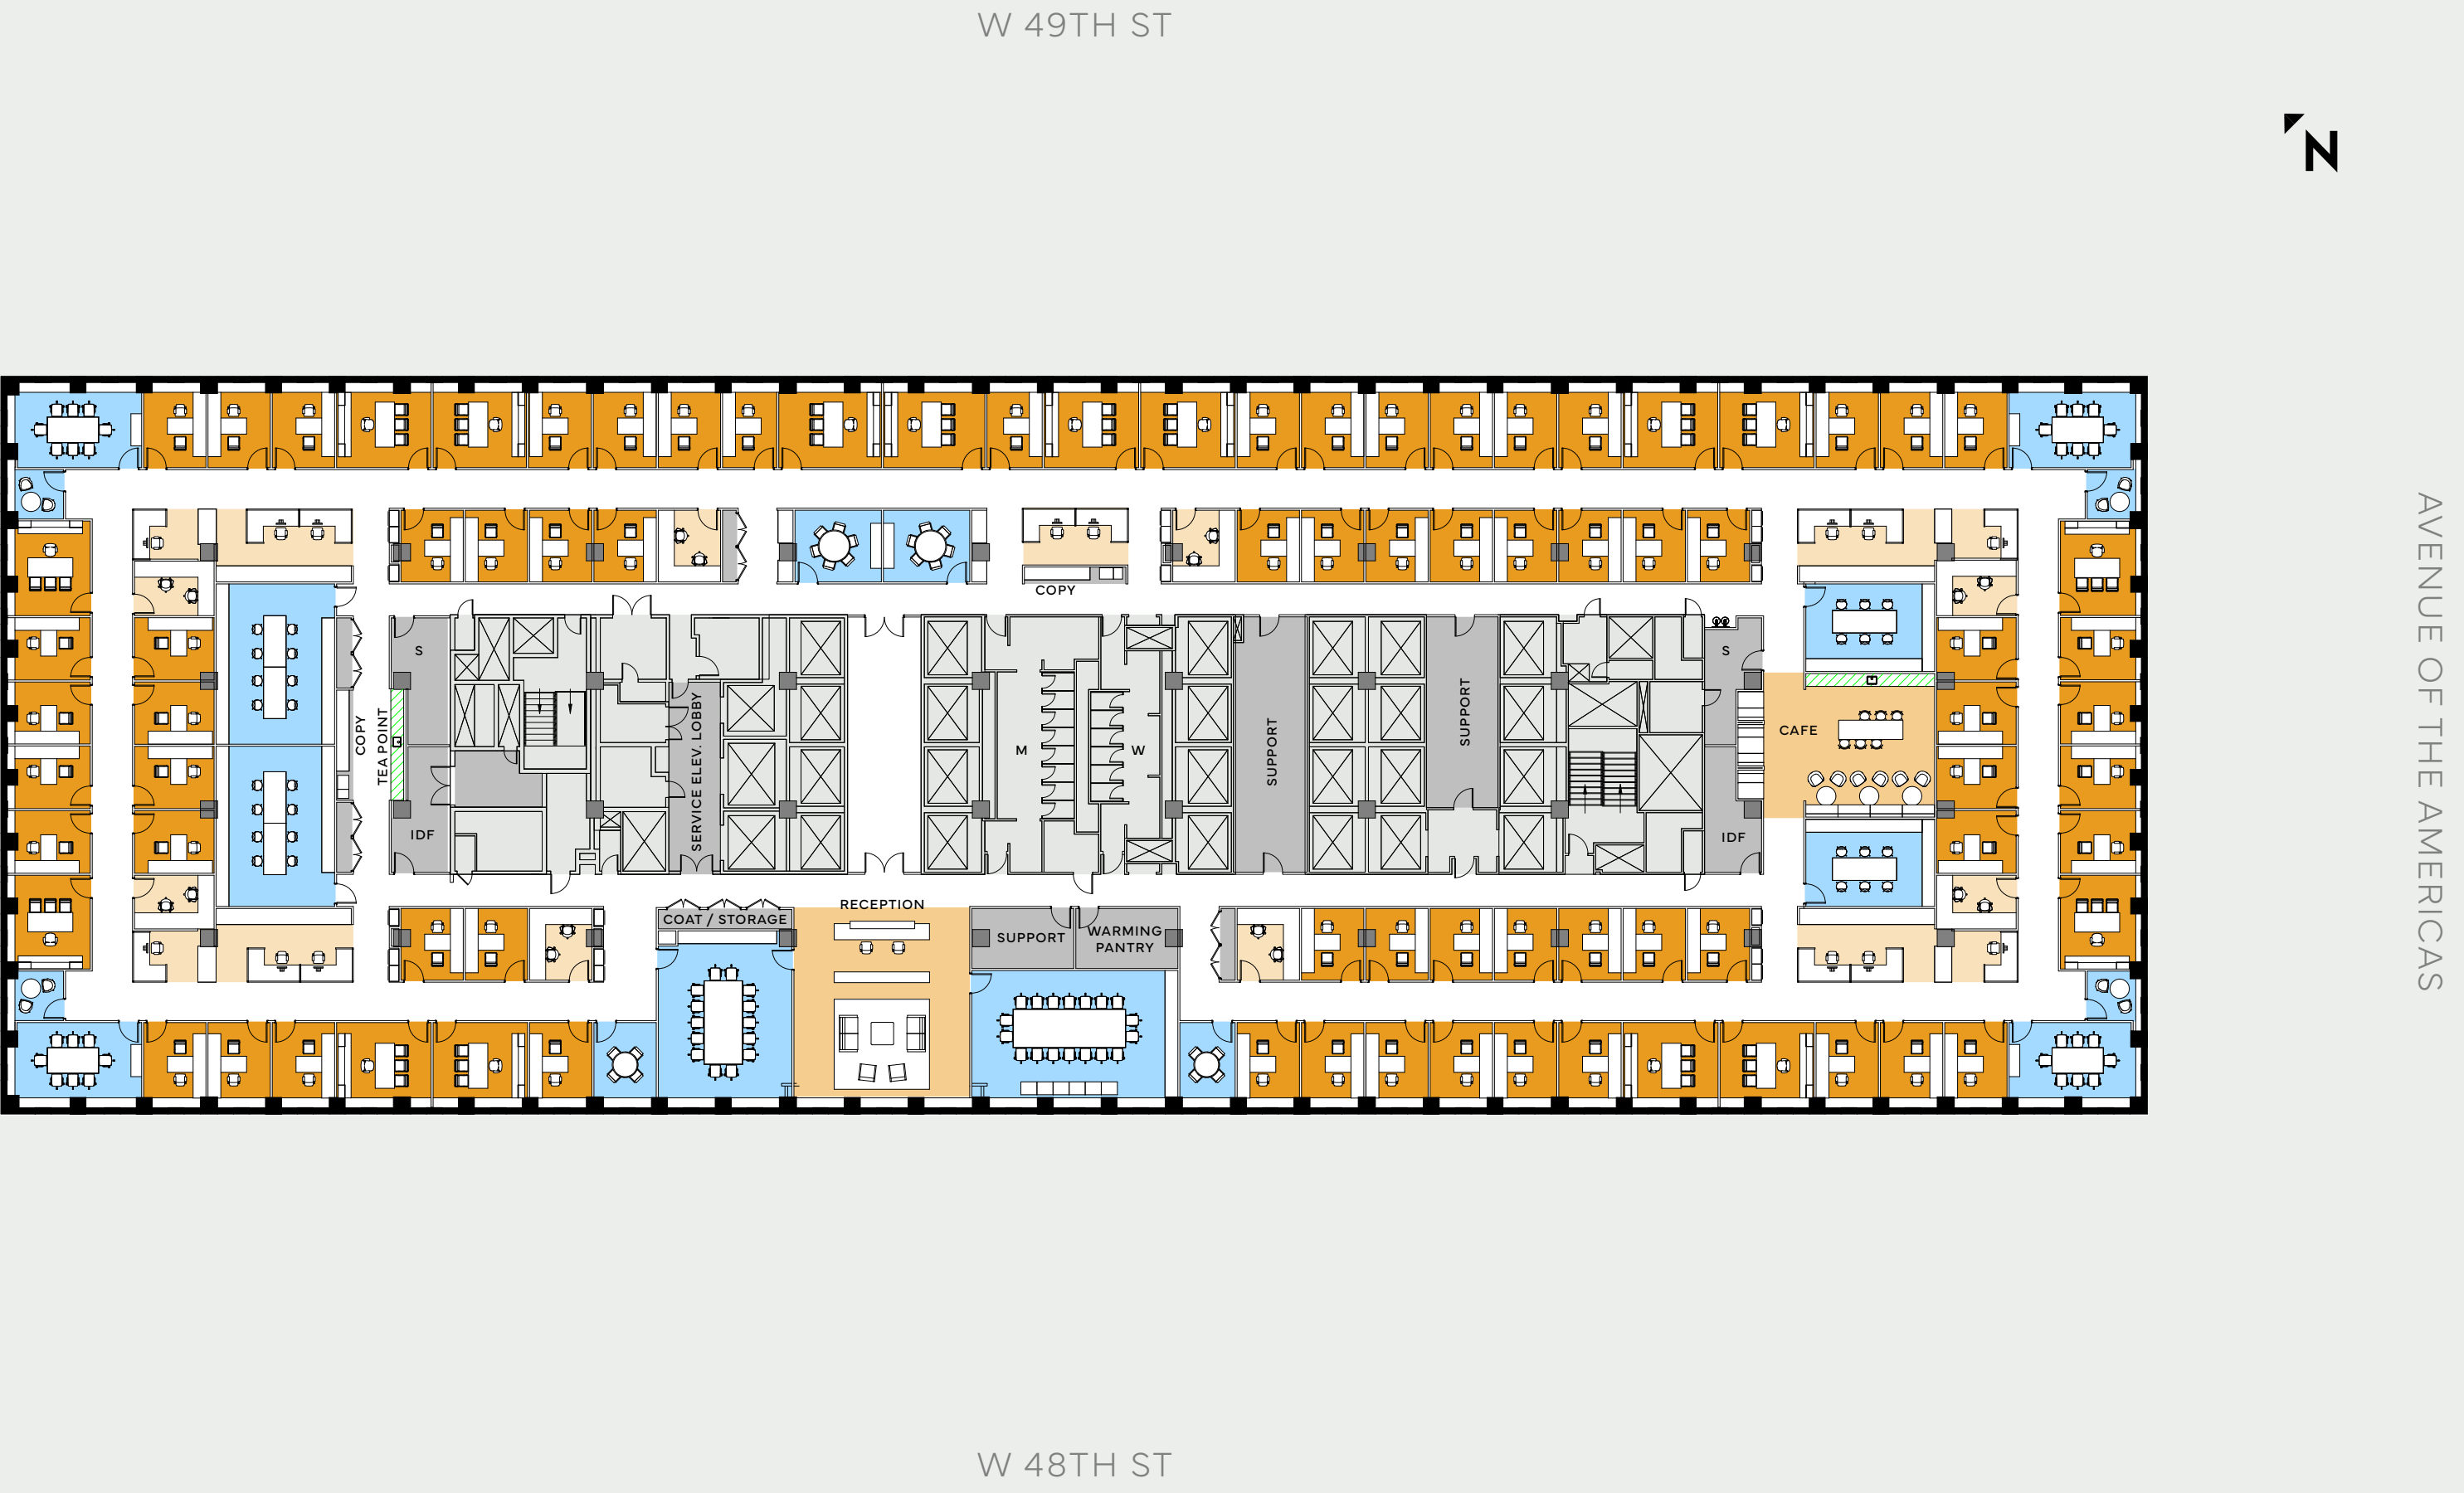 W 49TH ST
N
AVENUE OF THE AMERICAS
COPY
S
S
COPY
TEA POINT
SERVICE ELEV. LOBBY
M
W
SUPPORT
SUPPORT
CAFE
IDF
IDF
RECEPTION
COAT / STORAGE
SUPPORT
WARMING
PANTRY
W 48TH ST